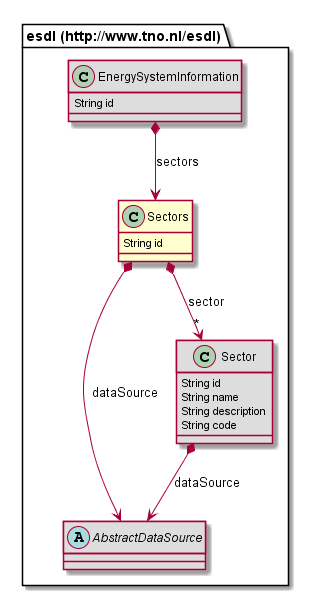 esdl (http://www.tno.nl/esdl)
C EnergySystemInformation
String id
sectors
C Sectors
String id
sector
*
C Sector
String id
String name
String description
String code
dataSource
dataSource
A AbstractDataSource